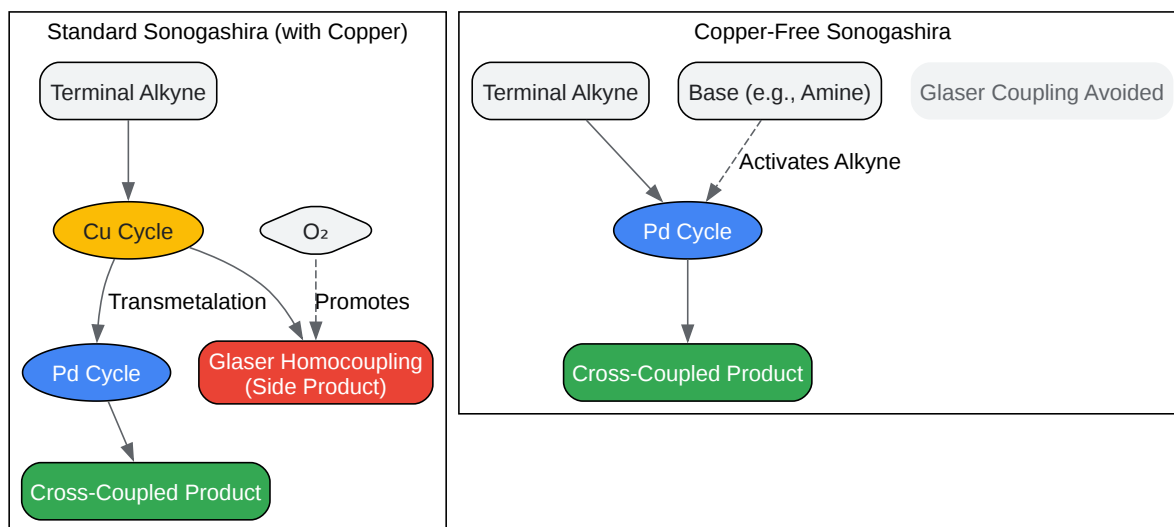 Standard Sonogashira (with Copper)
Terminal Alkyne
Cu Cycle
O₂
Transmetalation
Promotes
Pd Cycle
Glaser Homocoupling
(Side Product)
Cross-Coupled Product
Copper-Free Sonogashira
Terminal Alkyne
Base (e.g., Amine)
Glaser Coupling Avoided
Activates Alkyne
Pd Cycle
Cross-Coupled Product